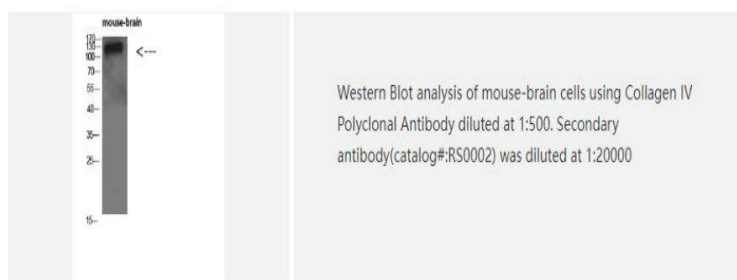 mouse-brain
170-
130-
100-
70-
55-
40-
35-
25-
15-
<---
Western Blot analysis of mouse-brain cells using Collagen IV
Polyclonal Antibody diluted at 1:500. Secondary
antibody(catalog#:RS0002) was diluted at 1:20000